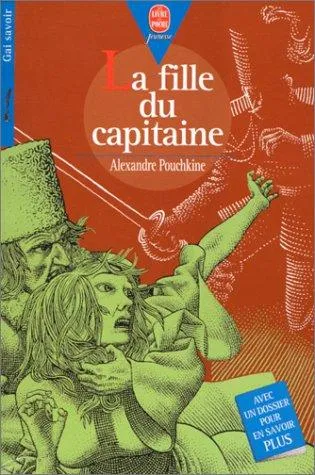 LE LIVRE
DE POCHE
Jeunesse
Gai savoir
La fille
du
capitaine
Alexandre Pouchkine
AVEC
UN DOSSIER
POUR
EN SAVOIR
PLUS